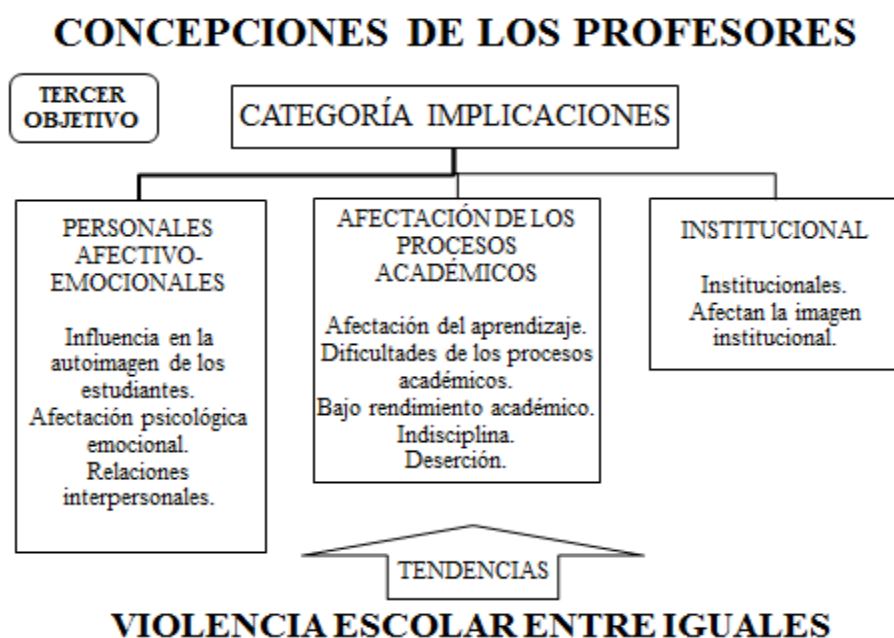 CONCEPCIONES DE LOS PROFESORES
TERCER
OBJETIVO
CATEGORÍA IMPLICACIONES
PERSONALES
AFECTIVO-
EMOCIONALES
Influencia en la
autoimagen de los
estudiantes.
Afectación psicológica
emocional.
Relaciones
interpersonales.
AFECTACIÓN DE LOS
PROCESOS
ACADÉMICOS
Afectación del aprendizaje.
Dificultades de los procesos
académicos.
Bajo rendimiento académico.
Indisciplina.
Deserción.
INSTITUCIONAL
Institucionales.
Afectan la imagen
institucional.
TENDENCIAS
VIOLENCIA ESCOLAR ENTRE IGUALES